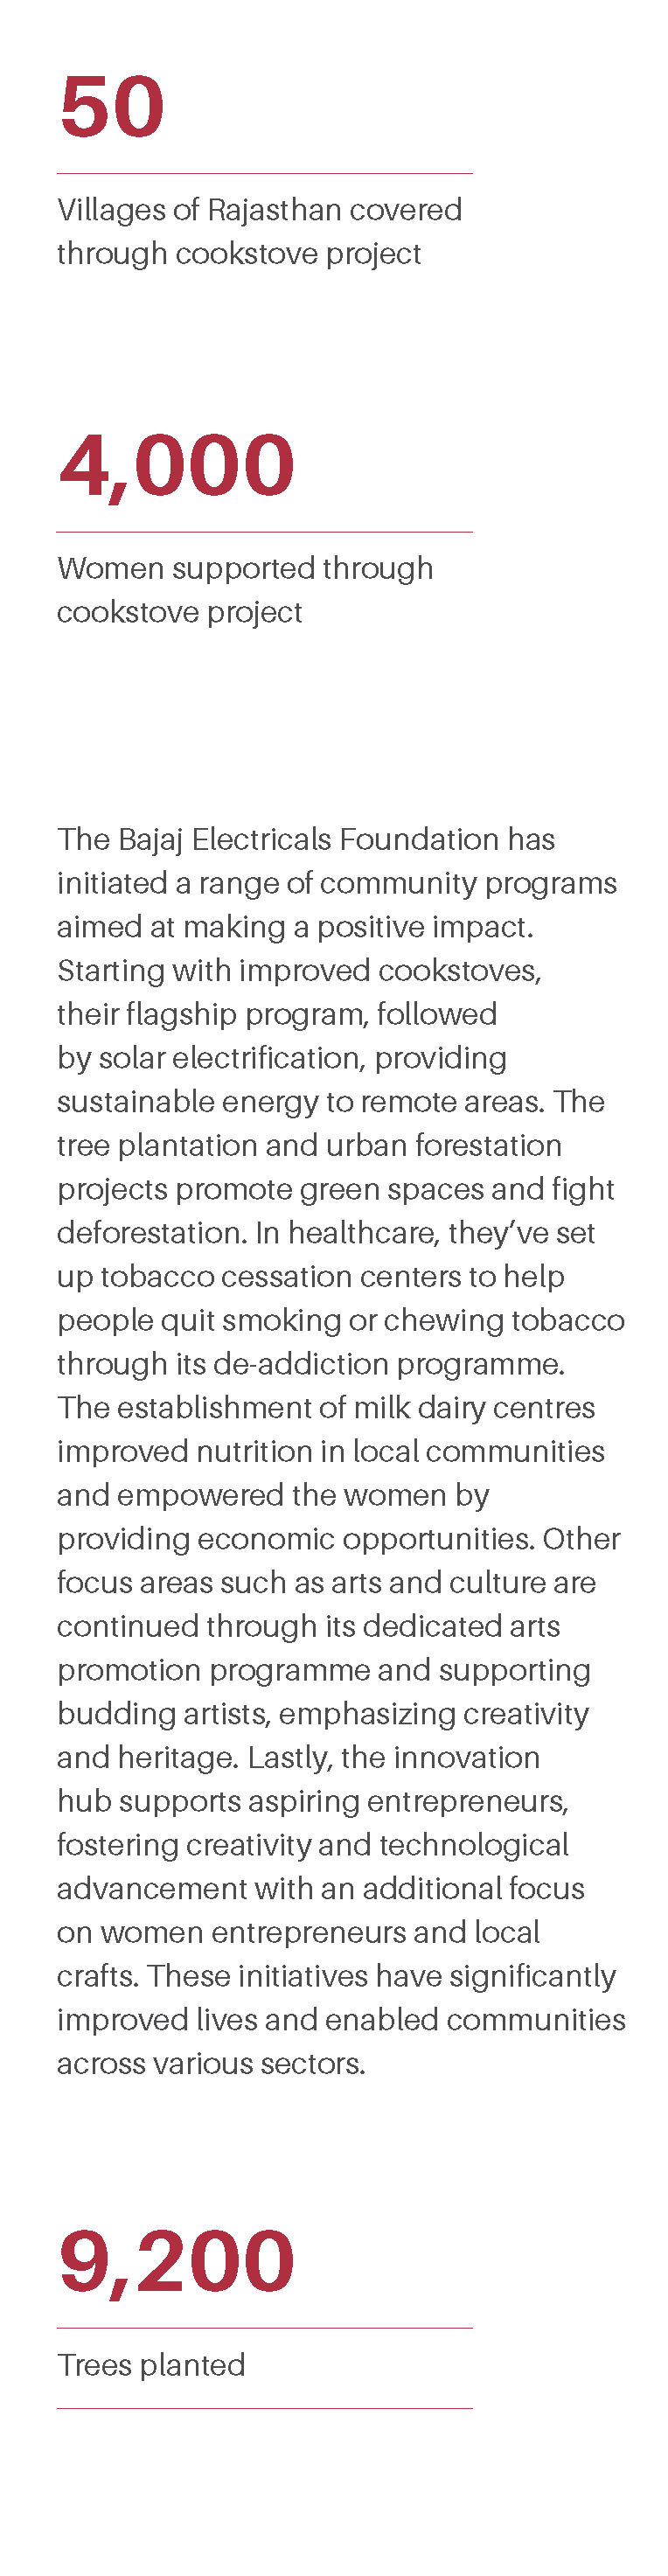 50
Villages of Rajasthan covered
through cookstove project
4,000
Women supported through
cookstove project
The Bajaj Electricals Foundation has
initiated a range of community programs
aimed at making a positive impact.
Starting with improved cookstoves,
their flagship program, followed
by solar electrification, providing
sustainable energy to remote areas. The
tree plantation and urban forestation
projects promote green spaces and fight
deforestation. In healthcare, they’ve set
up tobacco cessation centers to help
people quit smoking or chewing tobacco
through its de-addiction programme.
The establishment of milk dairy centres
improved nutrition in local communities
and empowered the women by
providing economic opportunities. Other
focus areas such as arts and culture are
continued through its dedicated arts
promotion programme and supporting
budding artists, emphasizing creativity
and heritage. Lastly, the innovation
hub supports aspiring entrepreneurs,
fostering creativity and technological
advancement with an additional focus
on women entrepreneurs and local
crafts. These initiatives have significantly
improved lives and enabled communities
across various sectors.
9,200
Trees planted